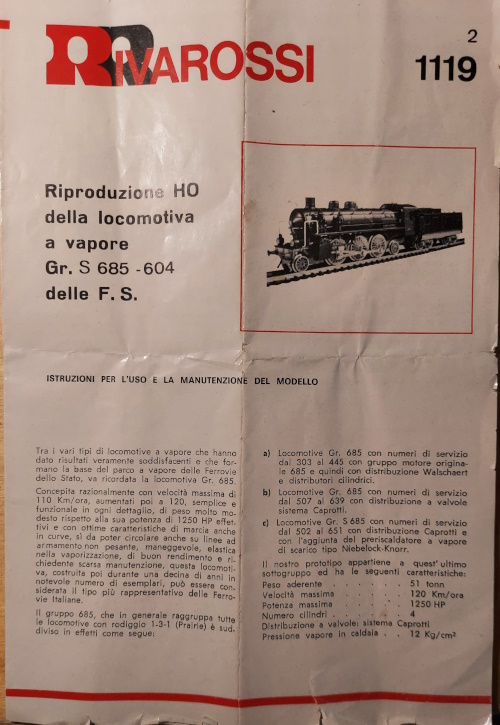 RIVAROSSI
2
1119
Riproduzione HO
della locomotiva
a vapore
Gr. S 685 -604
delle F. S.
ISTRUZIONI PER L'USO E LA MANUTENZIONE DEL MODELLO
Tra i vari tipi di locomotive a vapore che hanno
dato risultati veramente soddisfacenti e che for-
mano la base del parco a vapore delle Ferrovie
dello Stato, va ricordata la locomotiva Gr. 685.
Concepita razionalmente con velocità massima di
110 Km/ora, aumentati poi a 120, semplice e
funzionale in ogni dettaglio, di peso molto mo-
desto rispetto alla sua potenza di 1250 HP effet-
tivi e con ottime caratteristiche di marcia anche
in curve, sì da poter circolare anche su linee ad
armamento non pesante, maneggevole, elastica
nella vaporizzazione, di buon rendimento e ri-
chiedente scarsa manutenzione, questa locomoti-
va, costruita poi durante una decina di anni in
notevole numero di esemplari, può essere con-
siderata il tipo più rappresentativo delle Ferro-
vie Italiane.
Il gruppo 685, che in generale raggruppa tutte
le locomotive con rodiggio 1-3-1 (Prairie) è sud-
diviso in effetti come segue:
a) Locomotive Gr. 685 con numeri di servizio
dal 303 al 445 con gruppo motore origina-
le 685 e quindi con distribuzione Walschaert
e distributori cilindrici.
b) Locomotive Gr. 685 con numeri di servizio
dal 507 al 639 con distribuzione a valvole
sistema Caprotti.
c) Locomotive Gr. S 685 con numeri di servizio
dal 502 al 651 con distribuzione Caprotti e
con l'aggiunta del preriscaldatore a vapore
di scarico tipo Niebelock-Knorr.
Il nostro prototipo appartiene a quest'ultimo
sottogruppo ed ha le seguenti caratteristiche:
Peso aderente . . . . . 51 tonn
Velocità massima . . . . 120 Km/ora
Potenza massima . . . . 1250 HP
Numero cilindri . . . . . 4
Distribuzione a valvole: sistema Caprotti
Pressione vapore in caldaia . . 12 Kg/cm²